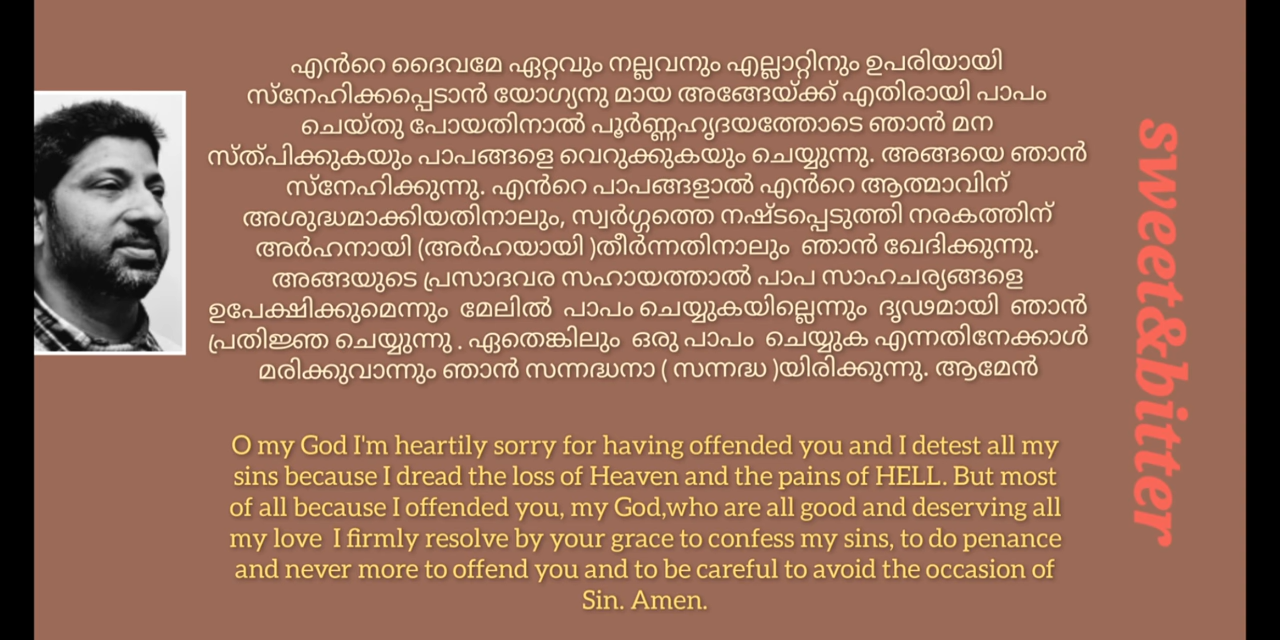 എൻറെ ദൈവമേ ഏറ്റവും നല്ലവനും എല്ലാറ്റിനും ഉപരിയായി
സ്നേഹിക്കപ്പെടാൻ യോഗ്യനു മായ അങ്ങേയ്ക്ക് എതിരായി പാപം
ചെയ്തു പോയതിനാൽ പൂർണ്ണഹൃദയത്തോടെ ഞാൻ മന
സ്ത്പിക്കുകയും പാപങ്ങളെ വെറുക്കുകയും ചെയ്യുന്നു. അങ്ങയെ ഞാൻ
സ്നേഹിക്കുന്നു. എൻറെ പാപങ്ങളാൽ എൻറെ ആത്മാവിന്
അശുദ്ധമാക്കിയതിനാലും, സ്വർഗ്ഗത്തെ നഷ്ടപ്പെടുത്തി നരകത്തിന്
അർഹനായി (അർഹയായി )തീർന്നതിനാലും ഞാൻ ഖേദിക്കുന്നു.
അങ്ങയുടെ പ്രസാദവര സഹായത്താൽ പാപ സാഹചര്യങ്ങളെ
ഉപേക്ഷിക്കുമെന്നും മേലിൽ പാപം ചെയ്യുകയില്ലെന്നും ദൃഢമായി ഞാൻ
പ്രതിജ്ഞ ചെയ്യുന്നു . ഏതെങ്കിലും ഒരു പാപം ചെയ്യുക എന്നതിനേക്കാൾ
മരിക്കുവാന്നും ഞാൻ സന്നദ്ധനാ ( സന്നദ്ധ )യിരിക്കുന്നു. ആമേൻ
O my God I'm heartily sorry for having offended you and I detest all my
sins because I dread the loss of Heaven and the pains of HELL. But most
of all because I offended you, my God,who are all good and deserving all
my love I firmly resolve by your grace to confess my sins, to do penance
and never more to offend you and to be careful to avoid the occasion of
Sin. Amen.
sweet&bitter